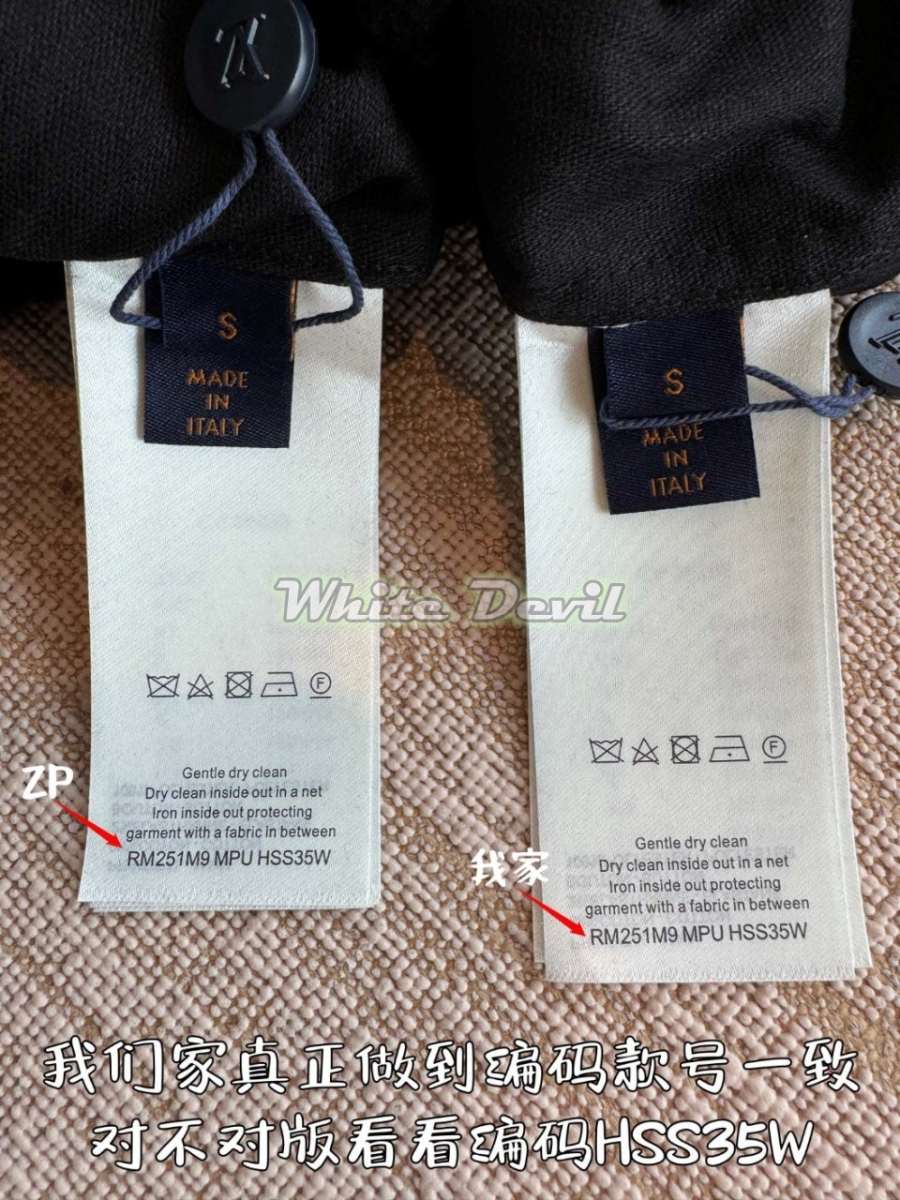 S
MADE
IN
ITALY
S
MADE
IN
ITALY
White Devil
ZP
Gentle dry clean
Dry clean inside out in a net
Iron inside out protecting
garment with a fabric in between
RM251M9 MPU HSS35W
我家
Gentle dry clean
Dry clean inside out in a net
Iron inside out protecting
garment with a fabric in between
RM251M9 MPU HSS35W
我们家真正做到编码款号一致
对不对版看看编码HSS35W